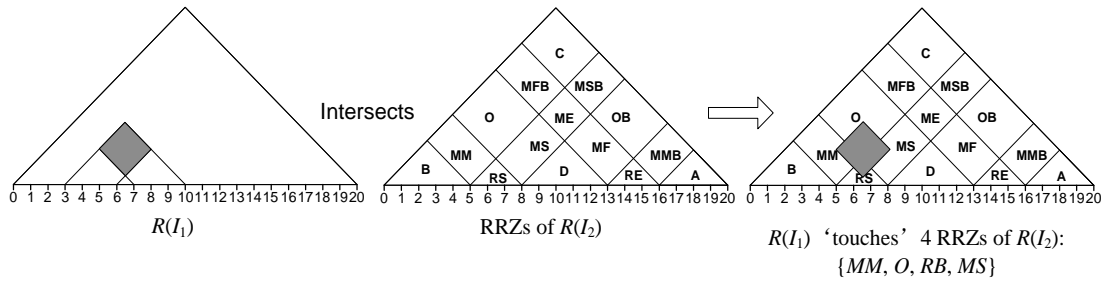 C C
MFB MSB MFB MSB
Intersects
O ME OB O ME OB
MM MS MF MMB MM MS MF MMB
B RS D RE A B RS D RE A
0 1 2 3 4 5 6 7 8 9 10 11 12 13 14 15 16 17 18 19 20 0 1 2 3 4 5 6 7 8 9 10 11 12 13 14 15 16 17 18 19 20 0 1 2 3 4 5 6 7 8 9 10 11 12 13 14 15 16 17 18 19 20
R(I₁) RRZs of R(I₂) R(I₁) ‘touches’ 4 RRZs of R(I₂):
{MM, O, RB, MS}